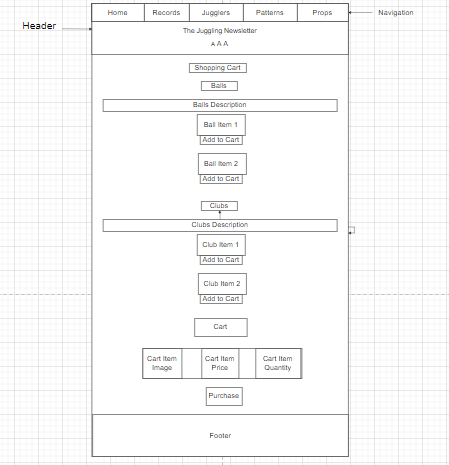 Home Records Jugglers Patterns Props Navigation
Header
The Juggling Newsletter
A A A
Shopping Cart
Balls
Balls Description
Ball Item 1
Add to Cart
Ball Item 2
Add to Cart
Clubs
Clubs Description
Club Item 1
Add to Cart
Club Item 2
Add to Cart
Cart
Cart Item Cart Item Cart Item
Image Price Quantity
Purchase
Footer